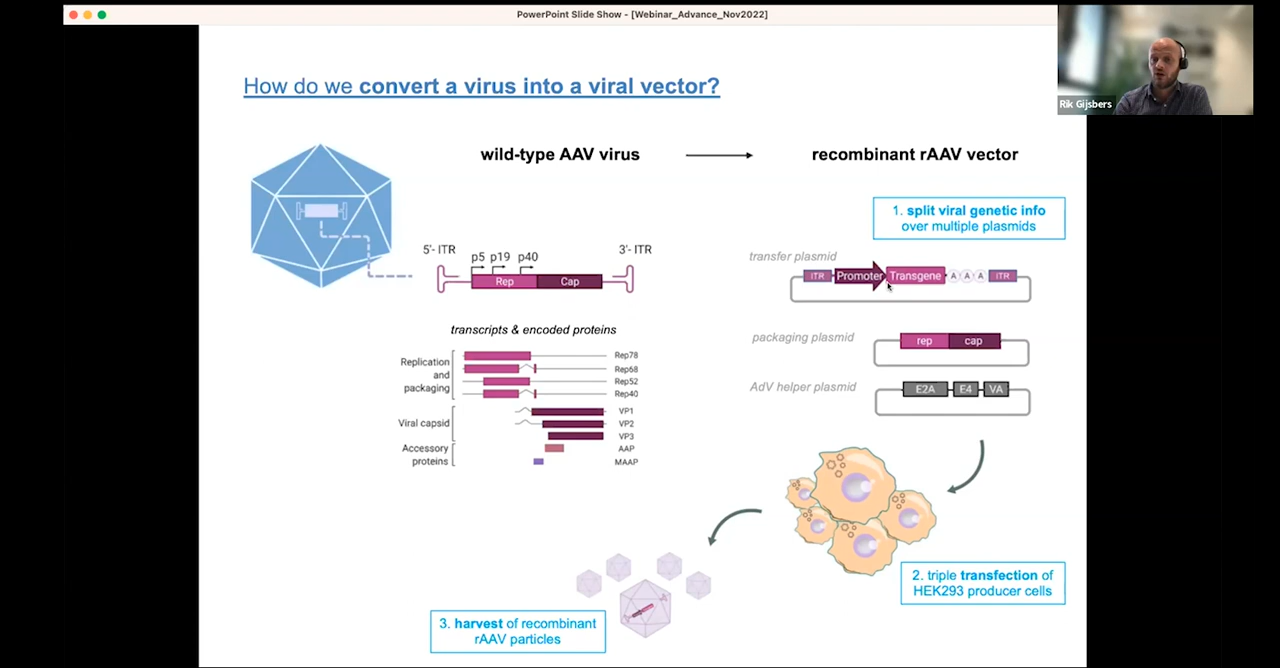 PowerPoint Slide Show - [Webinar_Advance_Nov2022]
Rik Gijsbers
How do we convert a virus into a viral vector?
wild-type AAV virus
recombinant rAAV vector
5'- ITR
3'- ITR
p5 p19 p40
Rep Cap
transcripts & encoded proteins
Replication
and
packaging
Rep78
Rep68
Rep52
Rep40
Viral capsid
VP1
VP2
VP3
Accessory
proteins
AAP
MAAP
1. split viral genetic info
over multiple plasmids
transfer plasmid
ITR Promoter Transgene A A A ITR
packaging plasmid
rep cap
AdV helper plasmid
E2A E4 VA
2. triple transfection of
HEK293 producer cells
3. harvest of recombinant
rAAV particles